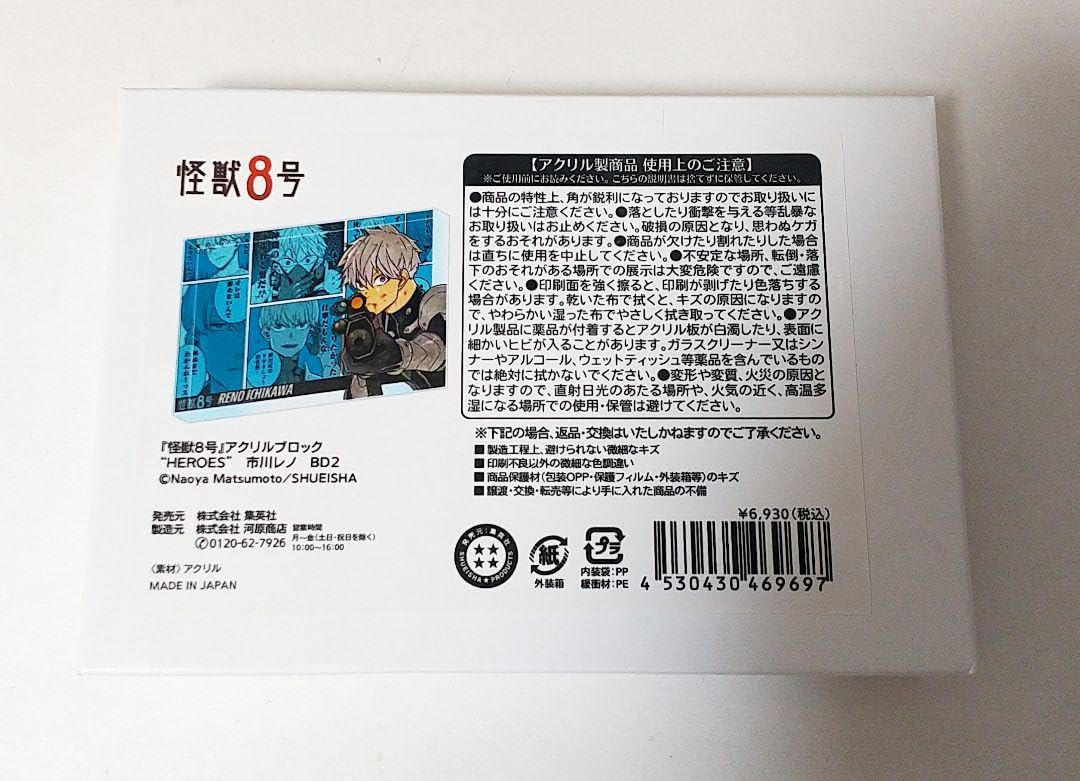 怪獣8号
怪獣8号 RENO ICHIKAWA
『怪獣8号』アクリルブロック
"HEROES" 市川レノ BD2
©Naoya Matsumoto/SHUEISHA
発売元 株式会社 集英社
製造元 株式会社 河原商店
✆0120-62-7926
営業時間
月〜金(土日・祝日を除く)
10:00〜16:00
〈素材〉アクリル
MADE IN JAPAN
【アクリル製商品 使用上のご注意】
※ご使用前にお読みください。こちらの説明書は捨てずに保管してください。
●商品の特性上、角が鋭利になっておりますのでお取り扱いに
は十分にご注意ください。●落としたり衝撃を与える等乱暴な
お取り扱いはお止めください。破損の原因となり、思わぬケガ
をするおそれがあります。●商品が欠けたり割れたりした場合
は直ちに使用を中止してください。●不安定な場所、転倒・落
下のおそれがある場所での展示は大変危険ですので、ご遠慮
ください。●印刷面を強く擦ると、印刷が剥げたり色落ちする
場合があります。乾いた布で拭くと、キズの原因になりますの
で、やわらかい湿った布でやさしく拭き取ってください。●アク
リル製品に薬品が付着するとアクリル板が白濁したり、表面に
細かいヒビが入ることがあります。ガラスクリーナー又はシン
ナーやアルコール、ウェットティッシュ等薬品を含んでいるもの
では絶対に拭かないでください。●変形や変質、火災の原因と
なりますので、直射日光のあたる場所や、火気の近く、高温多
湿になる場所での使用・保管は避けてください。
※下記の場合、返品・交換はいたしかねますのでご了承ください。
■製造工程上、避けられない微細なキズ
■印刷不良以外の微細な色調違い
■商品保護材(包装OPP・保護フィルム・外装箱等)のキズ
■譲渡・交換・転売等により手に入れた商品の不備
¥6,930(税込)
発売元:集英社
SHUEISHA★PRODUCTS
紙
外装箱
プラ
内装袋:PP
緩衝材:PE
4 530430 469697